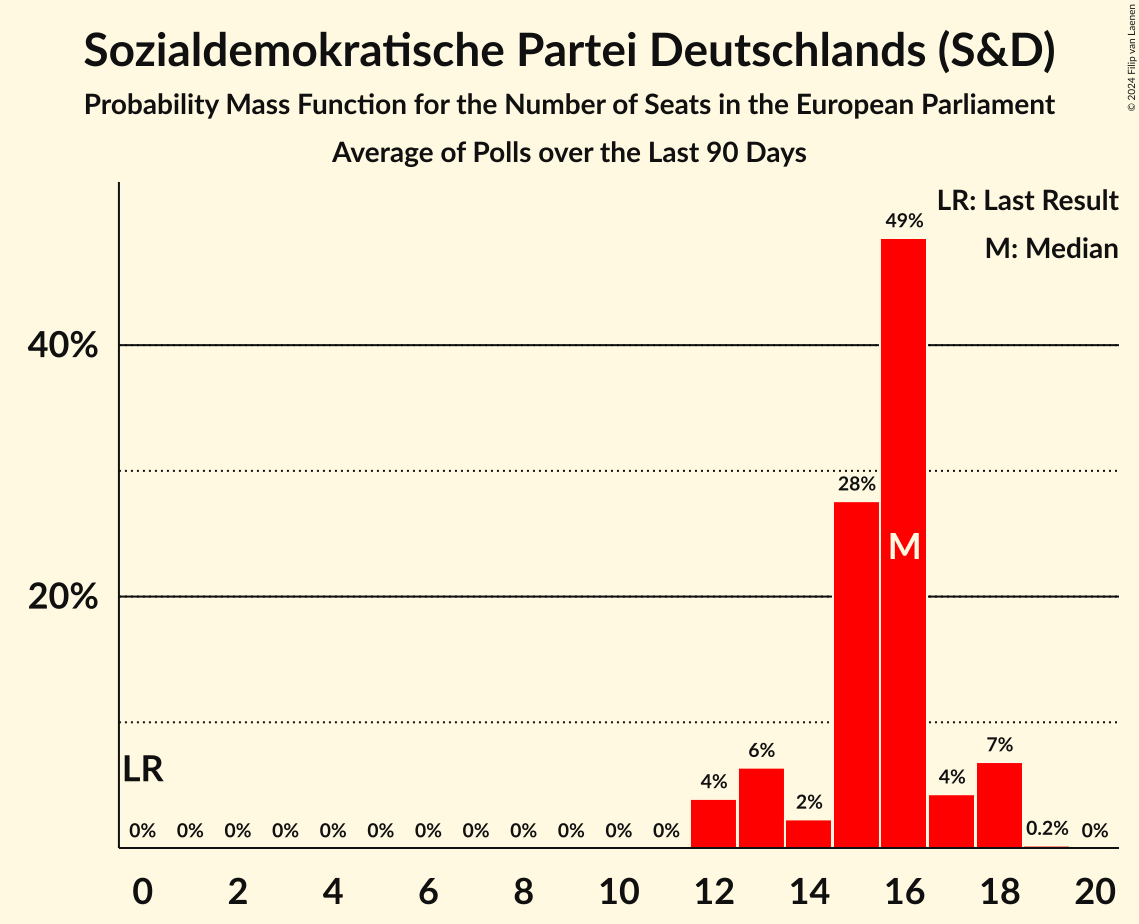 Sozialdemokratische Partei Deutschlands (S&D)
Probability Mass Function for the Number of Seats in the European Parliament
Average of Polls over the Last 90 Days
© 2024 Filip van Laenen
LR: Last Result
M: Median
49%
40%
28%
M
20%
LR
0% 0% 0% 0% 0% 0% 0% 0% 0% 0% 0% 0% 4% 6% 2% 4% 7% 0.2% 0%
0 2 4 6 8 10 12 14 16 18 20